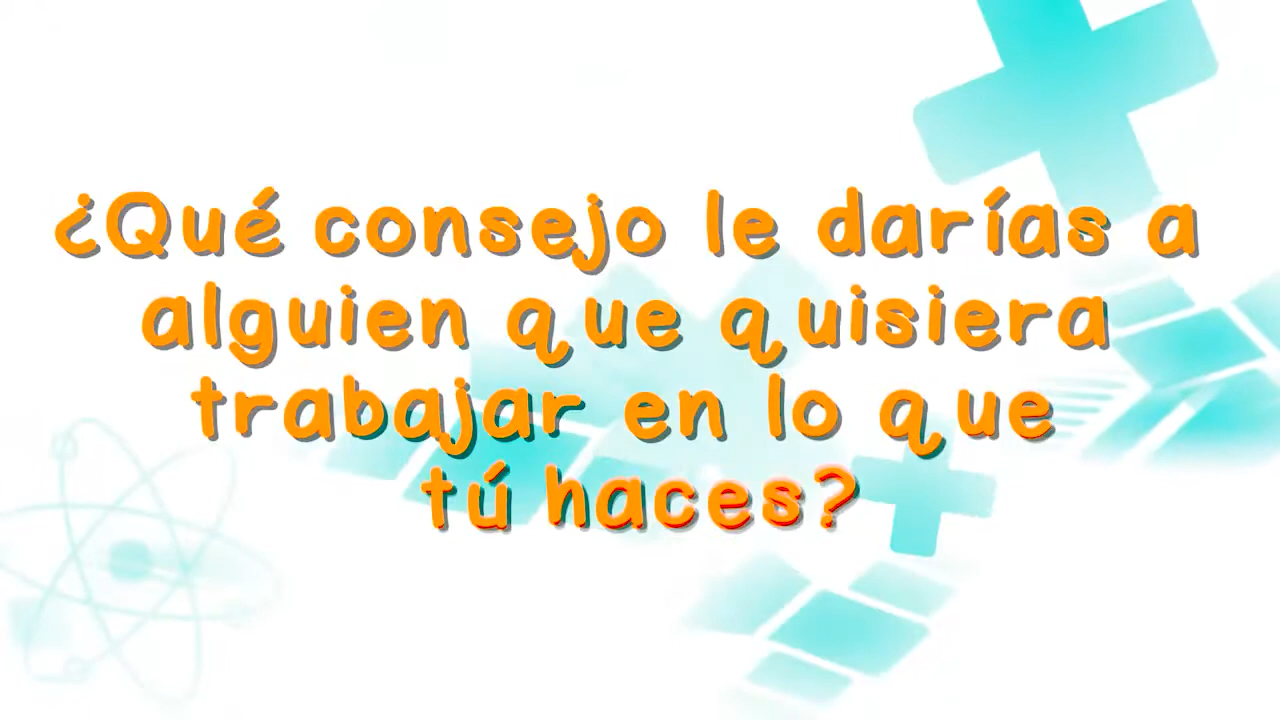 ¿Qué consejo le darías a
alguien que quisiera
trabajar en lo que
tú haces?